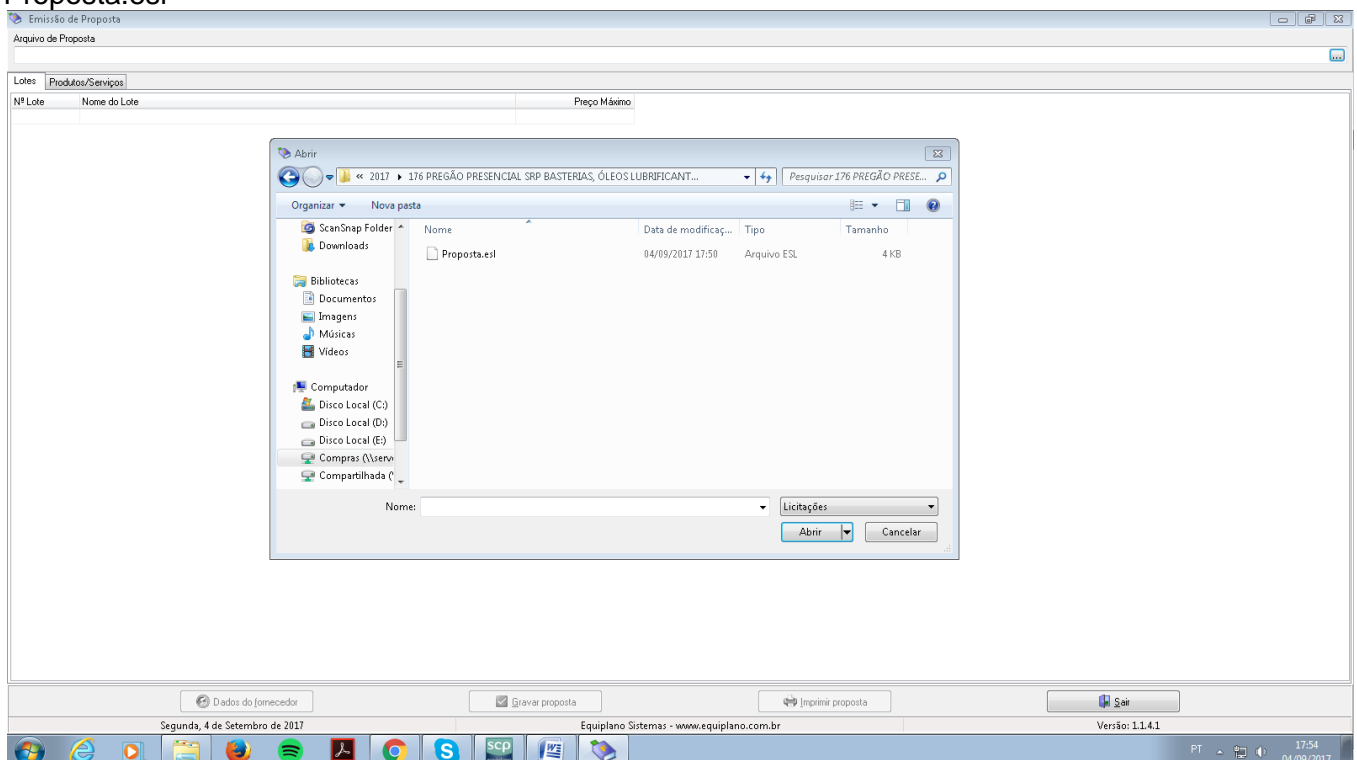 Proposta.esl
Emissão de Proposta
Arquivo de Proposta
...
Lotes Produtos/Serviços
Nº Lote Nome do Lote Preço Máximo
Abrir
« 2017 176 PREGÃO PRESENCIAL SRP BASTERIAS, ÓLEOS LUBRIFICANT... Pesquisar 176 PREGÃO PRESE...
Organizar Nova pasta
ScanSnap Folder Nome Data de modificaç... Tipo Tamanho
Downloads
Proposta.esl 04/09/2017 17:50 Arquivo ESL 4 KB
Bibliotecas
Documentos
Imagens
Músicas
Vídeos
Computador
Disco Local (C:)
Disco Local (D:)
Disco Local (E:)
Compras (\\serv
Compartilhada (
Nome: Licitações
Abrir Cancelar
Dados do fornecedor Gravar proposta Imprimir proposta Sair
Segunda, 4 de Setembro de 2017 Equiplano Sistemas - www.equiplano.com.br Versão: 1.1.4.1
scp
PT 17:54
04/09/2017